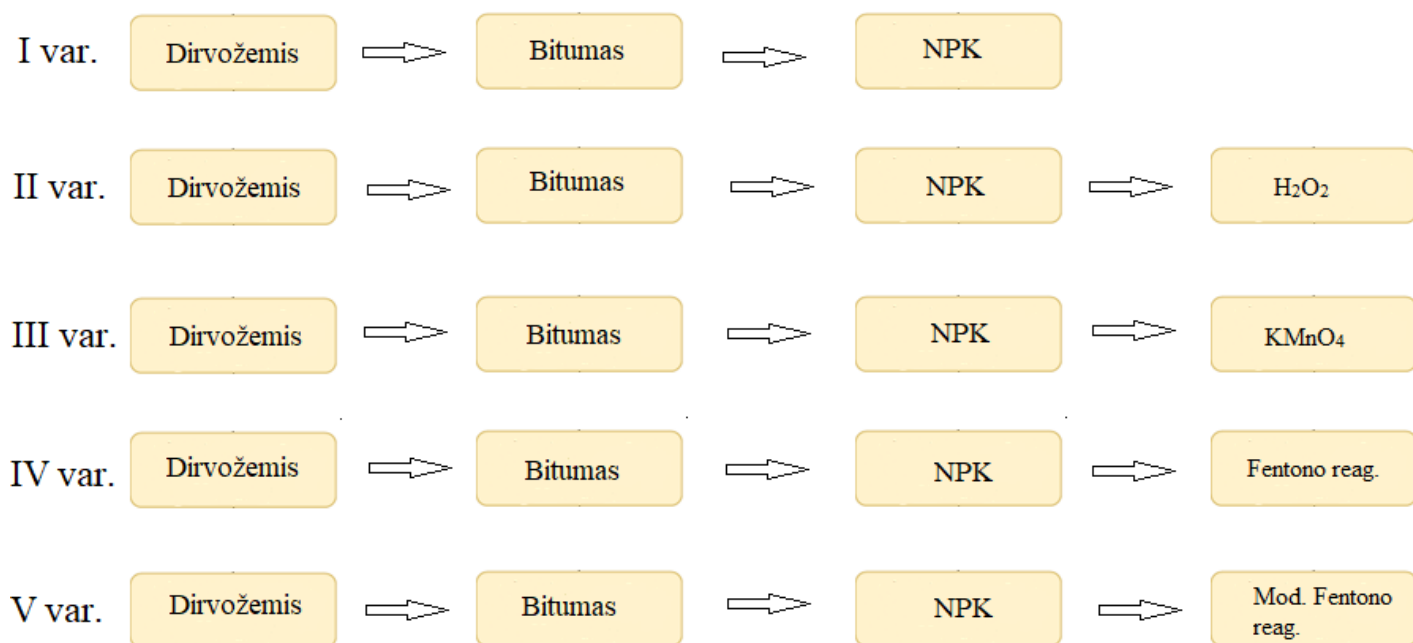 I var. Dirvožemis Bitumas NPK
II var. Dirvožemis Bitumas NPK H₂O₂
III var. Dirvožemis Bitumas NPK KMnO₄
IV var. Dirvožemis Bitumas NPK Fentono reag.
V var. Dirvožemis Bitumas NPK Mod. Fentono
reag.